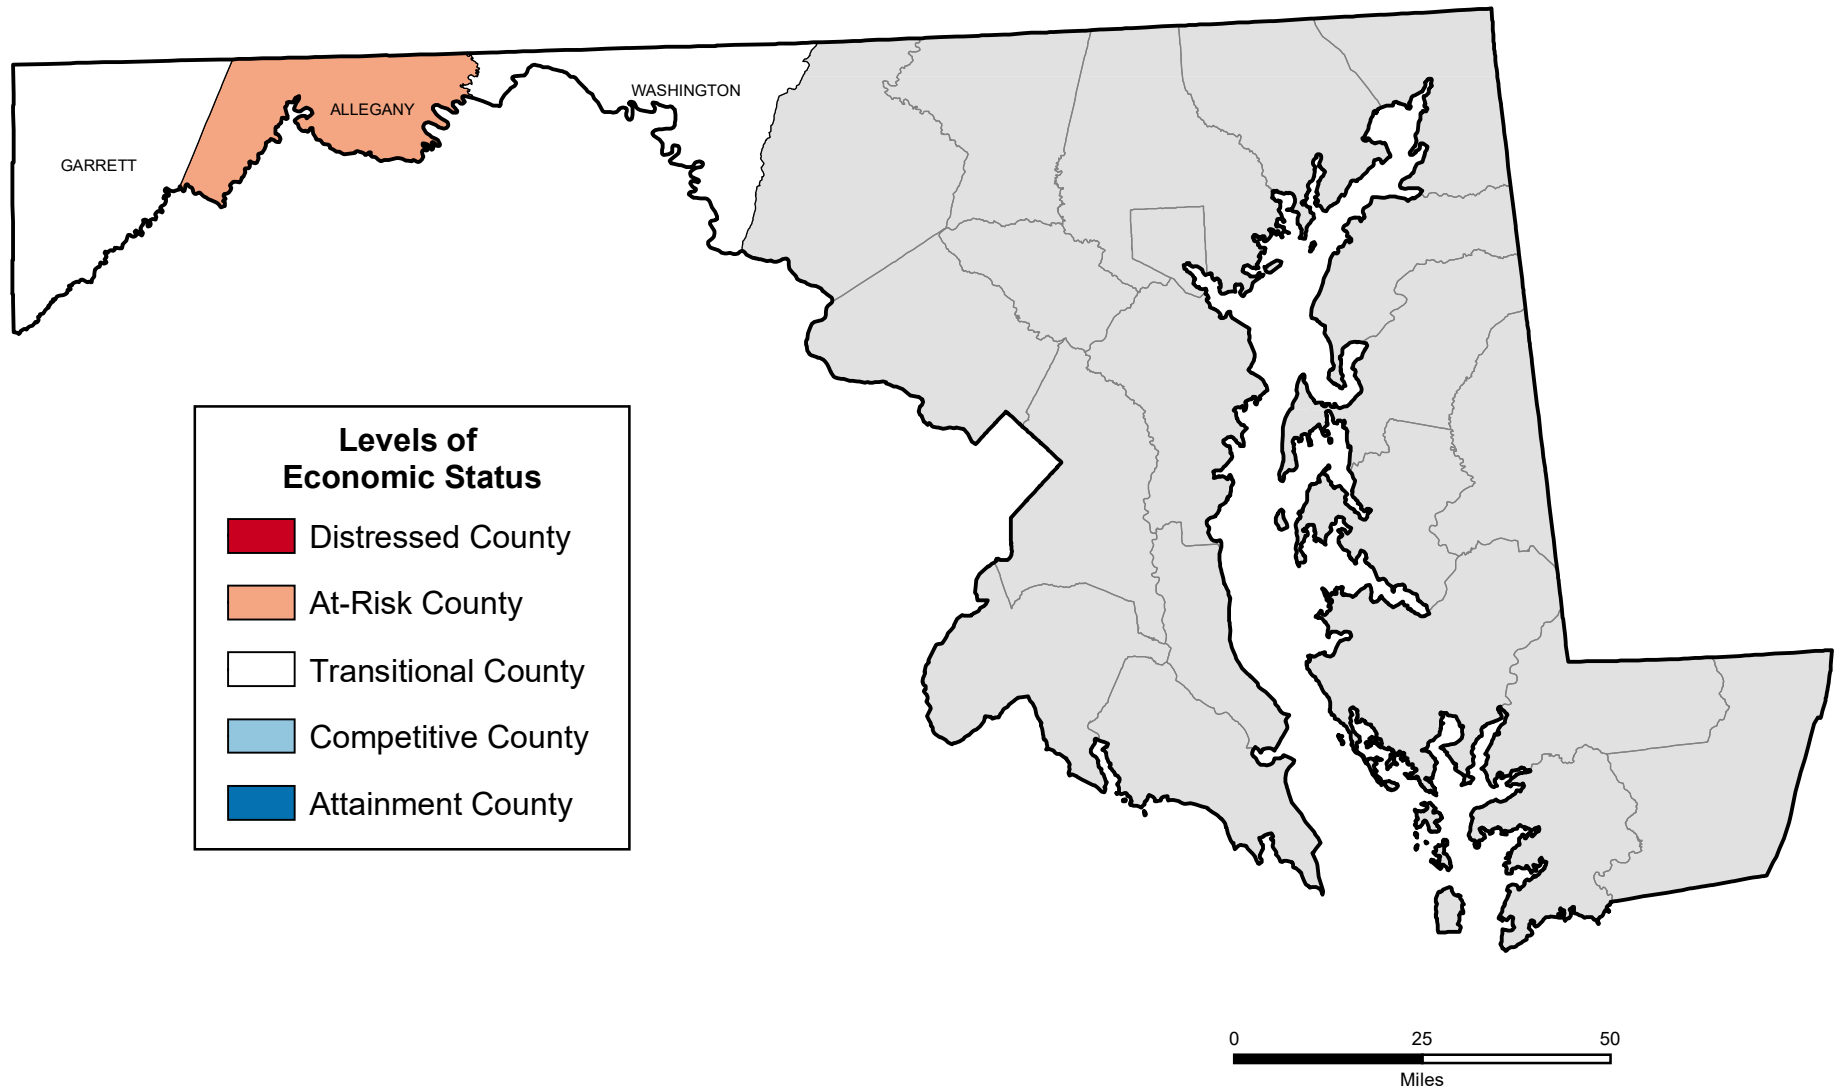 WASHINGTON
ALLEGANY
GARRETT
Levels of
Economic Status
Distressed County
At-Risk County
Transitional County
Competitive County
Attainment County
0 25 50
Miles